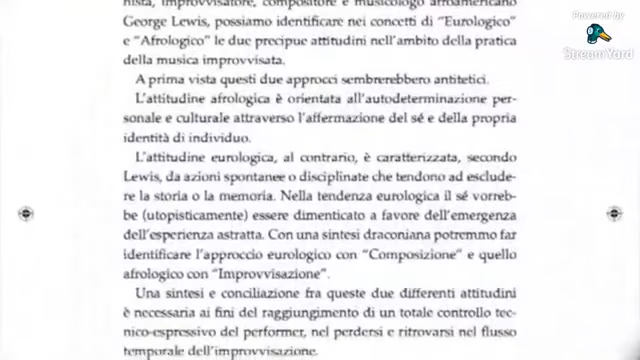 nista, improvvisatore, compositore e musicologo afroamericano
George Lewis, possiamo identificare nei concetti di “Eurologico”
e “Afrologico” le due precipue attitudini nell’ambito della pratica
della musica improvvisata.
A prima vista questi due approcci sembrerebbero antitetici.
L’attitudine afrologica è orientata all’autodeterminazione per-
sonale e culturale attraverso l’affermazione del sé e della propria
identità di individuo.
L’attitudine eurologica, al contrario, è caratterizzata, secondo
Lewis, da azioni spontanee o disciplinate che tendono ad esclude-
re la storia o la memoria. Nella tendenza eurologica il sé vorreb-
be (utopisticamente) essere dimenticato a favore dell’emergenza
dell’esperienza astratta. Con una sintesi draconiana potremmo far
identificare l’approccio eurologico con “Composizione” e quello
afrologico con “Improvvisazione”.
Una sintesi e conciliazione fra queste due differenti attitudini
è necessaria ai fini del raggiungimento di un totale controllo tec-
nico-espressivo del performer, nel perdersi e ritrovarsi nel flusso
temporale dell’improvvisazione.
Powered by
StreamYard